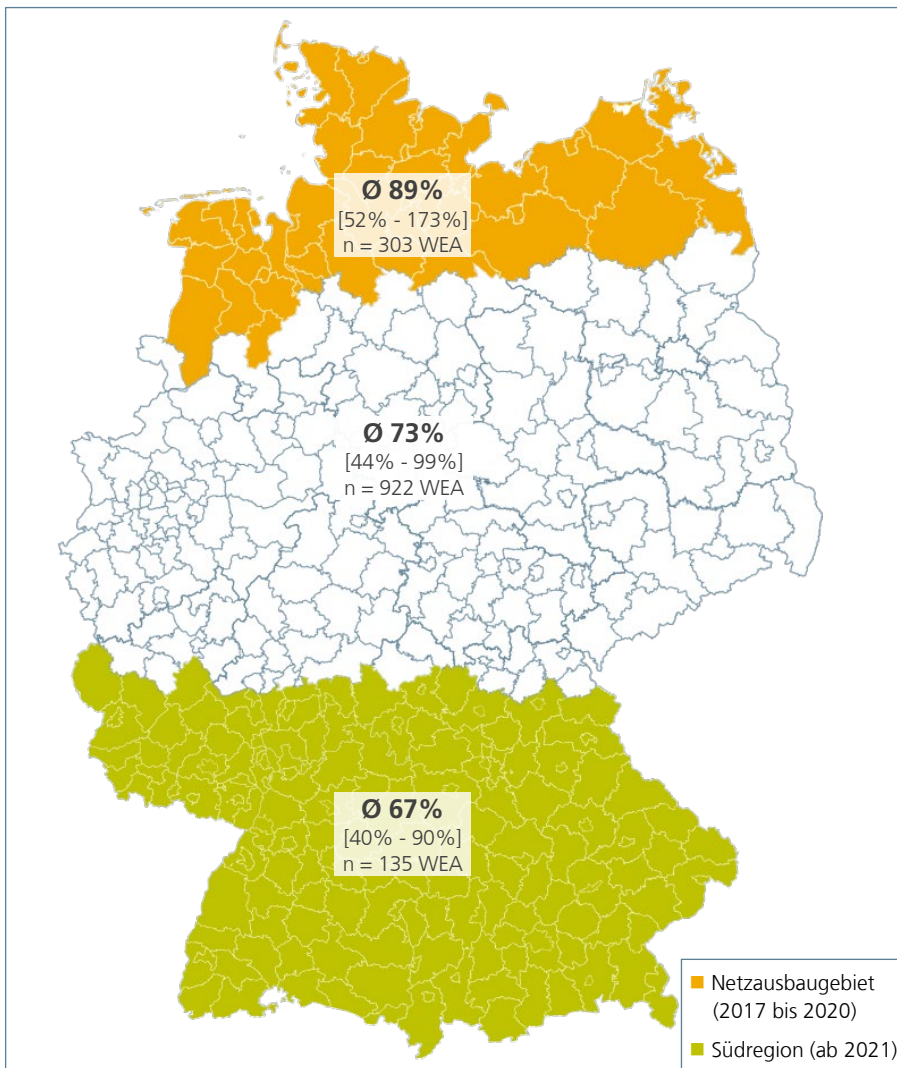 Ø 89%
[52% - 173%]
n = 303 WEA
Ø 73%
[44% - 99%]
n = 922 WEA
Ø 67%
[40% - 90%]
n = 135 WEA
Netzausbaugebiet
(2017 bis 2020)
Südregion (ab 2021)